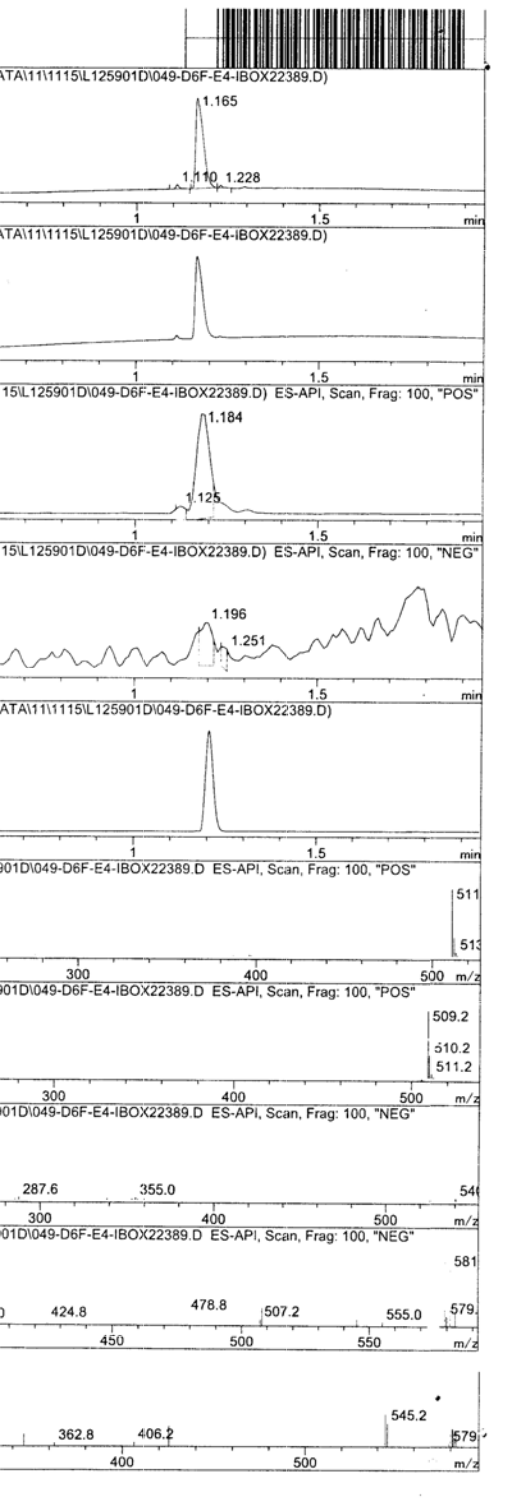 ATA\11\1115\L125901D\049-D6F-E4-IBOX22389.D)
1.165
1.110 1.228
1 1.5 min
ATA\11\1115\L125901D\049-D6F-E4-IBOX22389.D)
1 1.5 min
15\L125901D\049-D6F-E4-IBOX22389.D) ES-API, Scan, Frag: 100, "POS"
1.184
1.125
1 1.5 min
15\L125901D\049-D6F-E4-IBOX22389.D) ES-API, Scan, Frag: 100, "NEG"
1.196
1.251
1 1.5 min
ATA\11\1115\L125901D\049-D6F-E4-IBOX22389.D)
1 1.5 min
901D\049-D6F-E4-IBOX22389.D ES-API, Scan, Frag: 100, "POS"
511
513
300 400 500 m/z
901D\049-D6F-E4-IBOX22389.D ES-API, Scan, Frag: 100, "POS"
509.2
510.2
511.2
300 400 500 m/z
01D\049-D6F-E4-IBOX22389.D ES-API, Scan, Frag: 100, "NEG"
287.6 355.0 54
300 400 500 m/z
01D\049-D6F-E4-IBOX22389.D ES-API, Scan, Frag: 100, "NEG"
581
0 424.8 478.8 507.2 555.0 579.
450 500 550 m/z
545.2
362.8 406.2 579
400 500 m/z